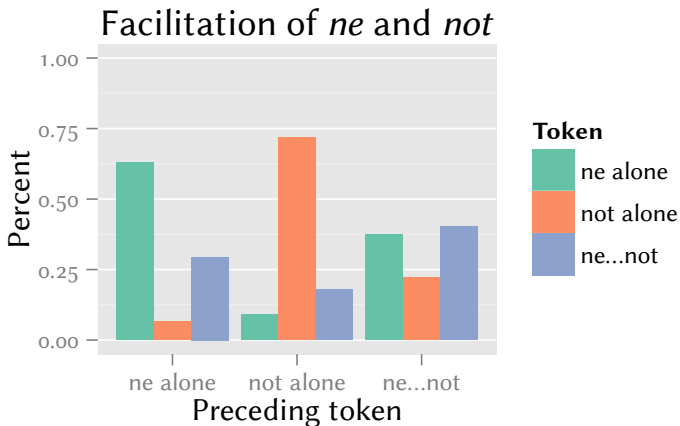 Facilitation of ne and not
Percent
1.00
0.75
0.50
0.25
0.00
ne alone
not alone
ne...not
Preceding token
Token
ne alone
not alone
ne...not